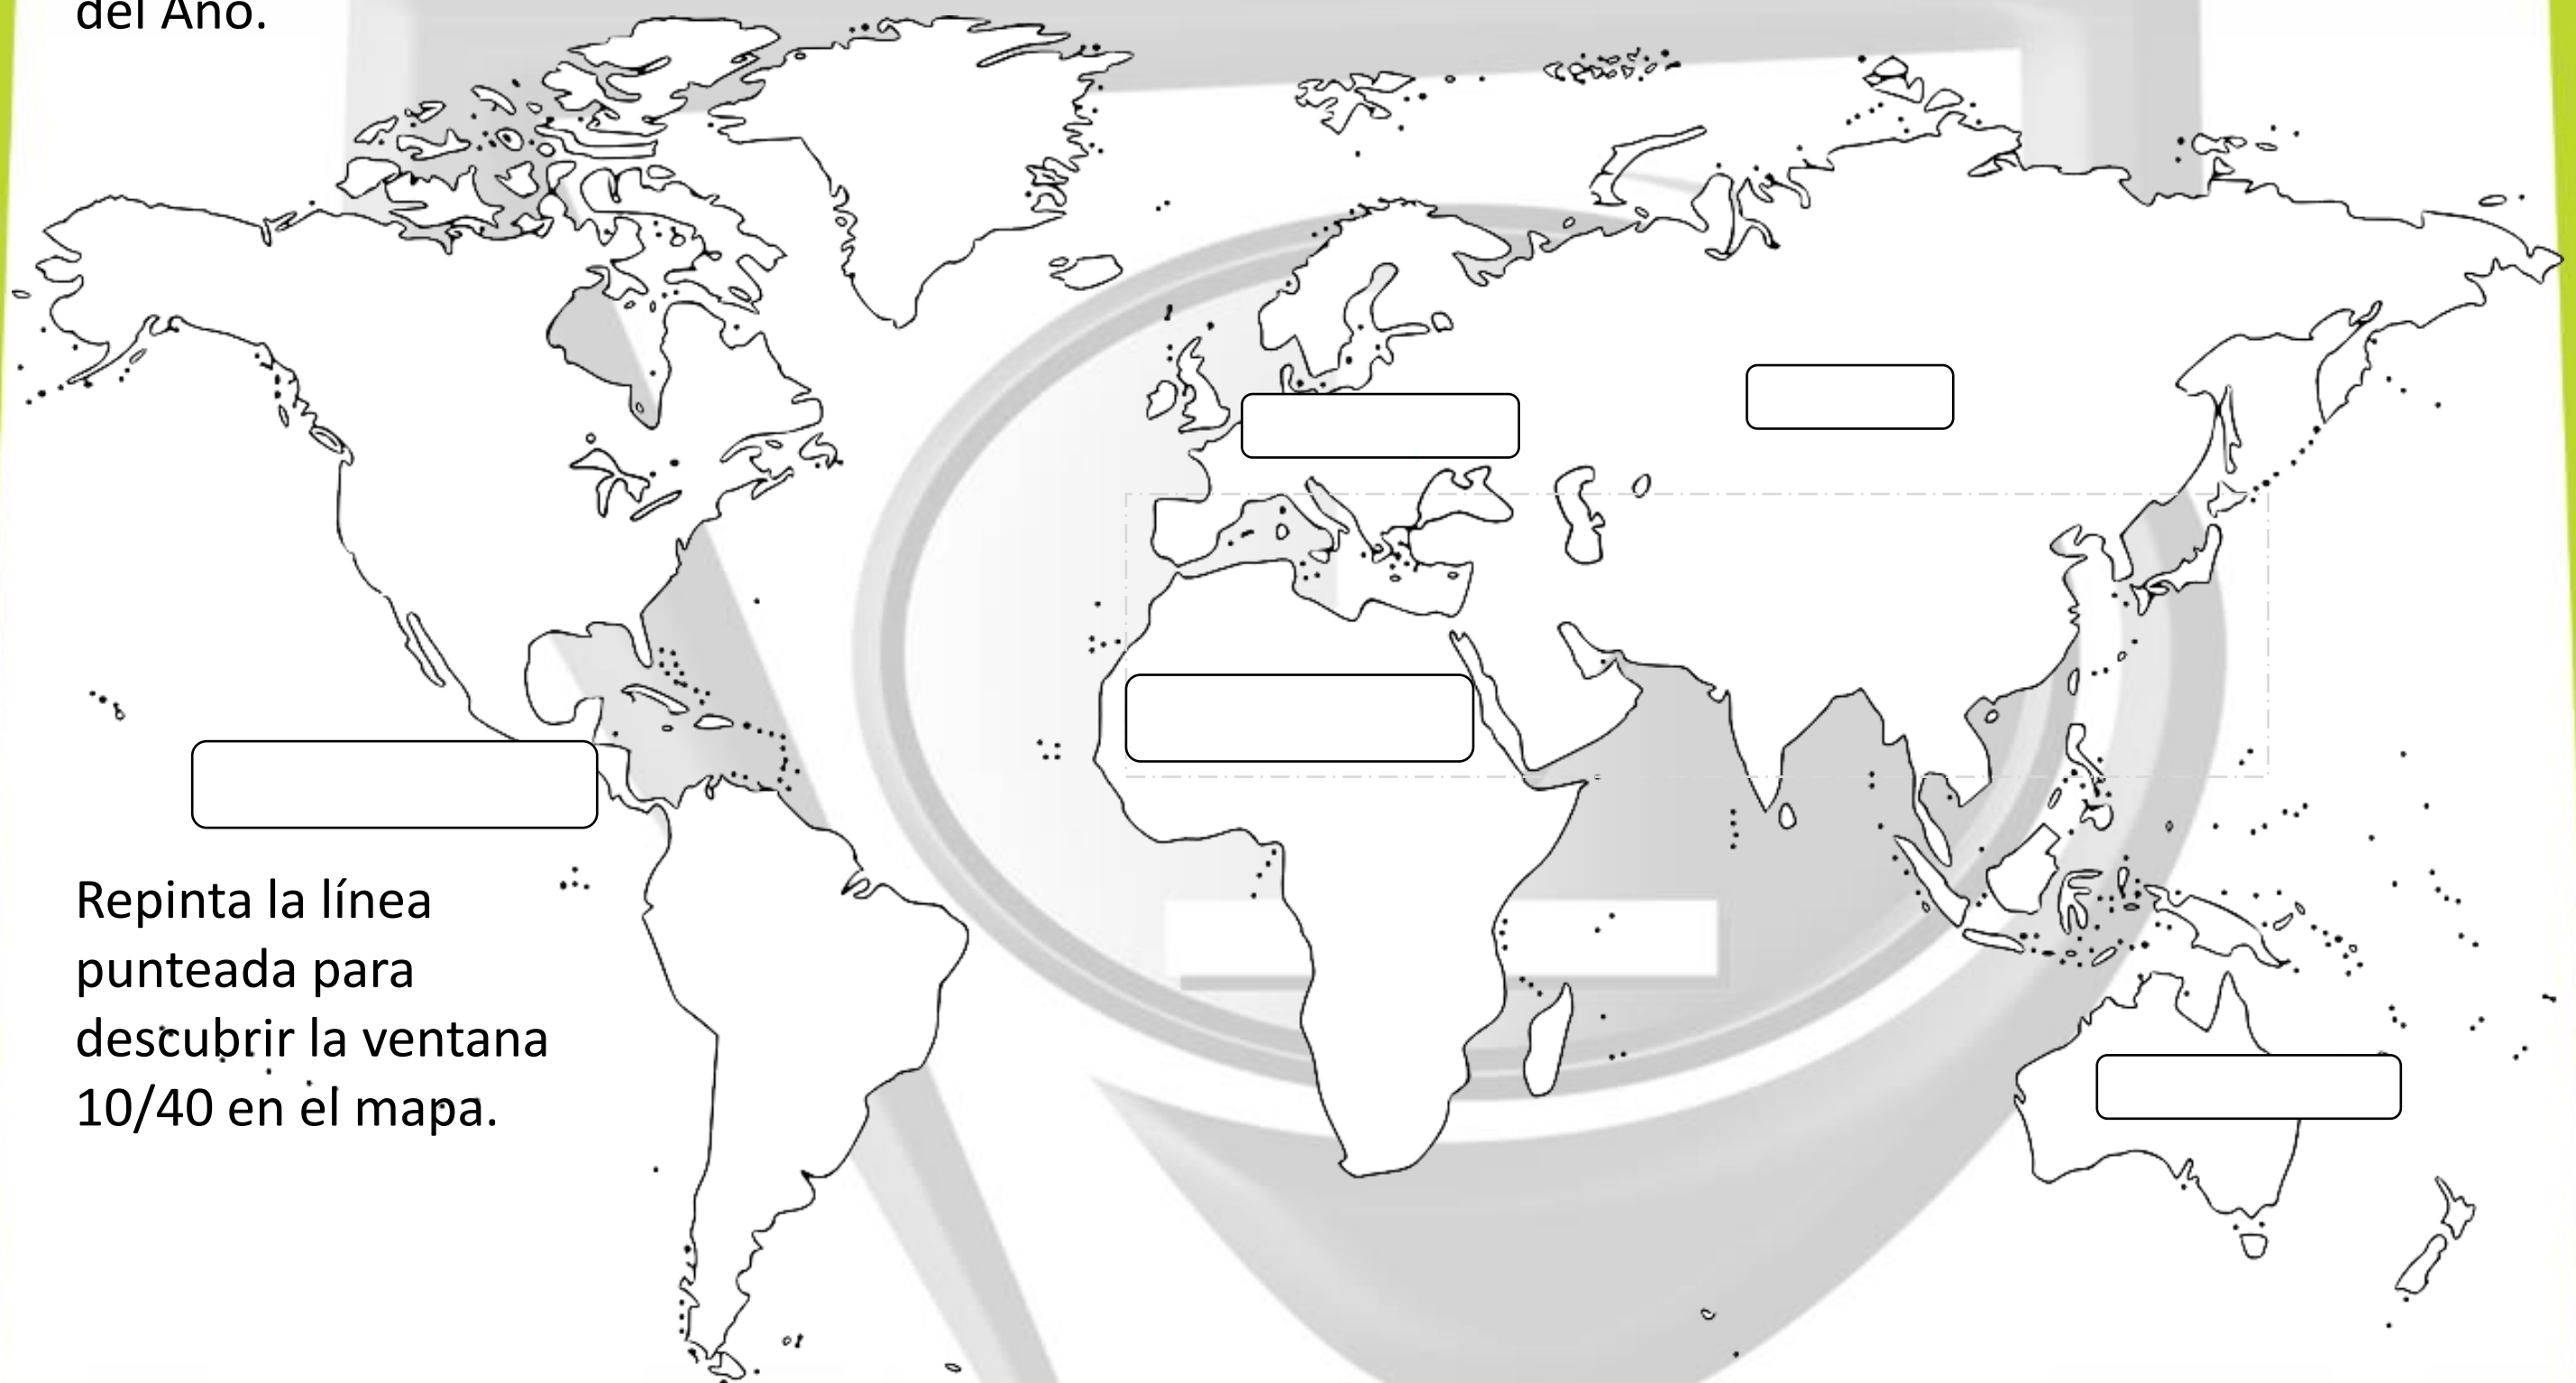 del Año.
Repinta la línea
punteada para
descubrir la ventana
10/40 en el mapa.